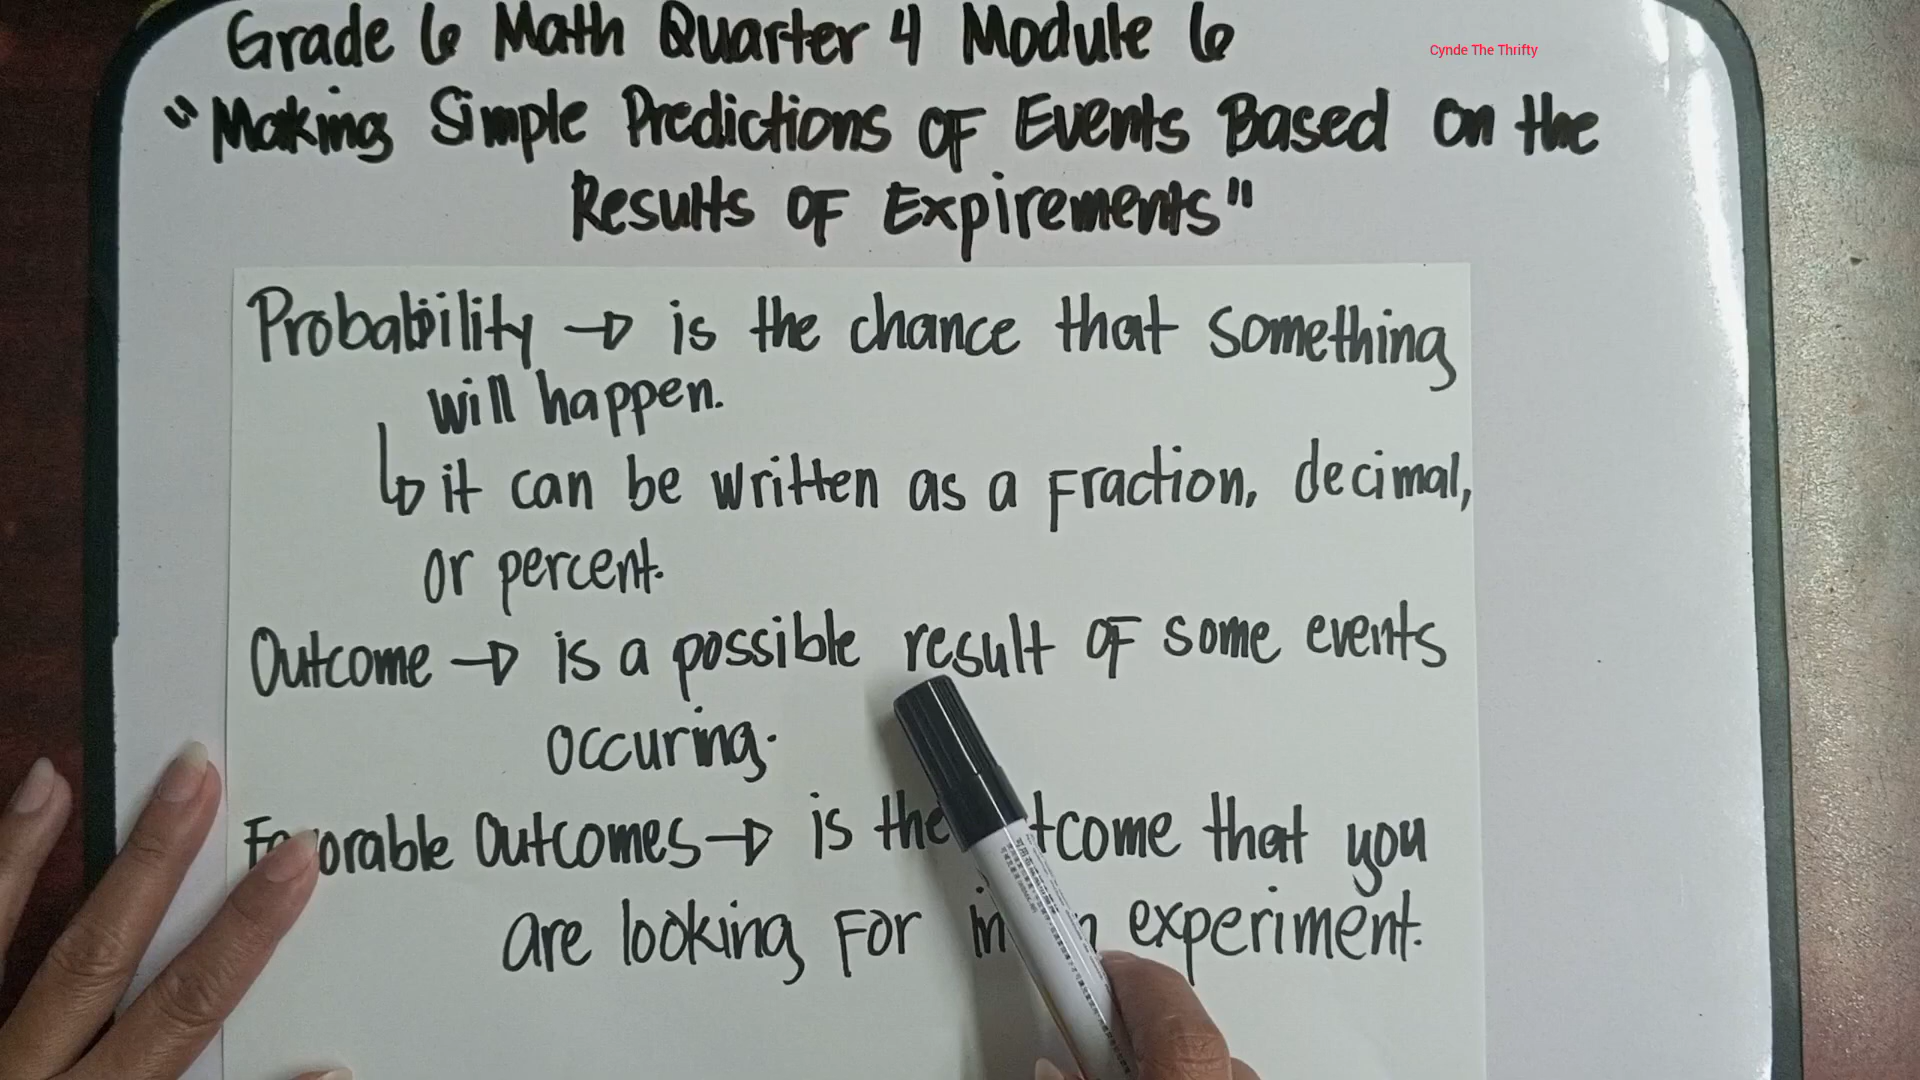 Grade 6 Math Quarter 4 Module 6
Cynde The Thrifty
"Making Simple Predictions of Events Based on the
Results of Expirements"
Probability → is the chance that something
will happen.
↳ it can be written as a fraction, decimal,
or percent.
Outcome → is a possible result of some events
occuring.
Outcomes → is the that you
are looking for experiment.